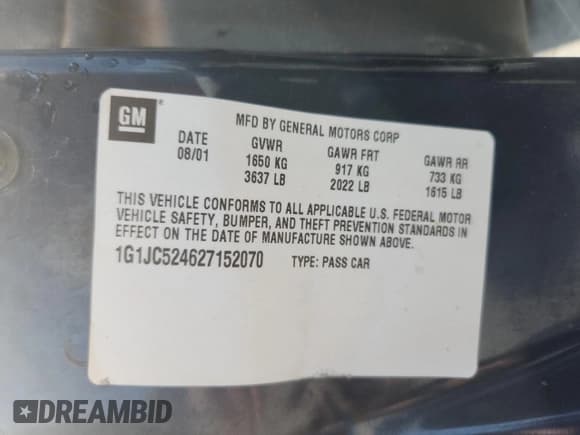 GM ®
MFD BY GENERAL MOTORS CORP
DATE GVWR GAWR FRT GAWR RR
08/01 1650 KG 917 KG 733 KG
3637 LB 2022 LB 1615 LB
THIS VEHICLE CONFORMS TO ALL APPLICABLE U.S. FEDERAL MOTOR
VEHICLE SAFETY, BUMPER, AND THEFT PREVENTION STANDARDS IN
EFFECT ON THE DATE OF MANUFACTURE SHOWN ABOVE.
1G1JC524627152070 TYPE: PASS CAR
DREAMBID